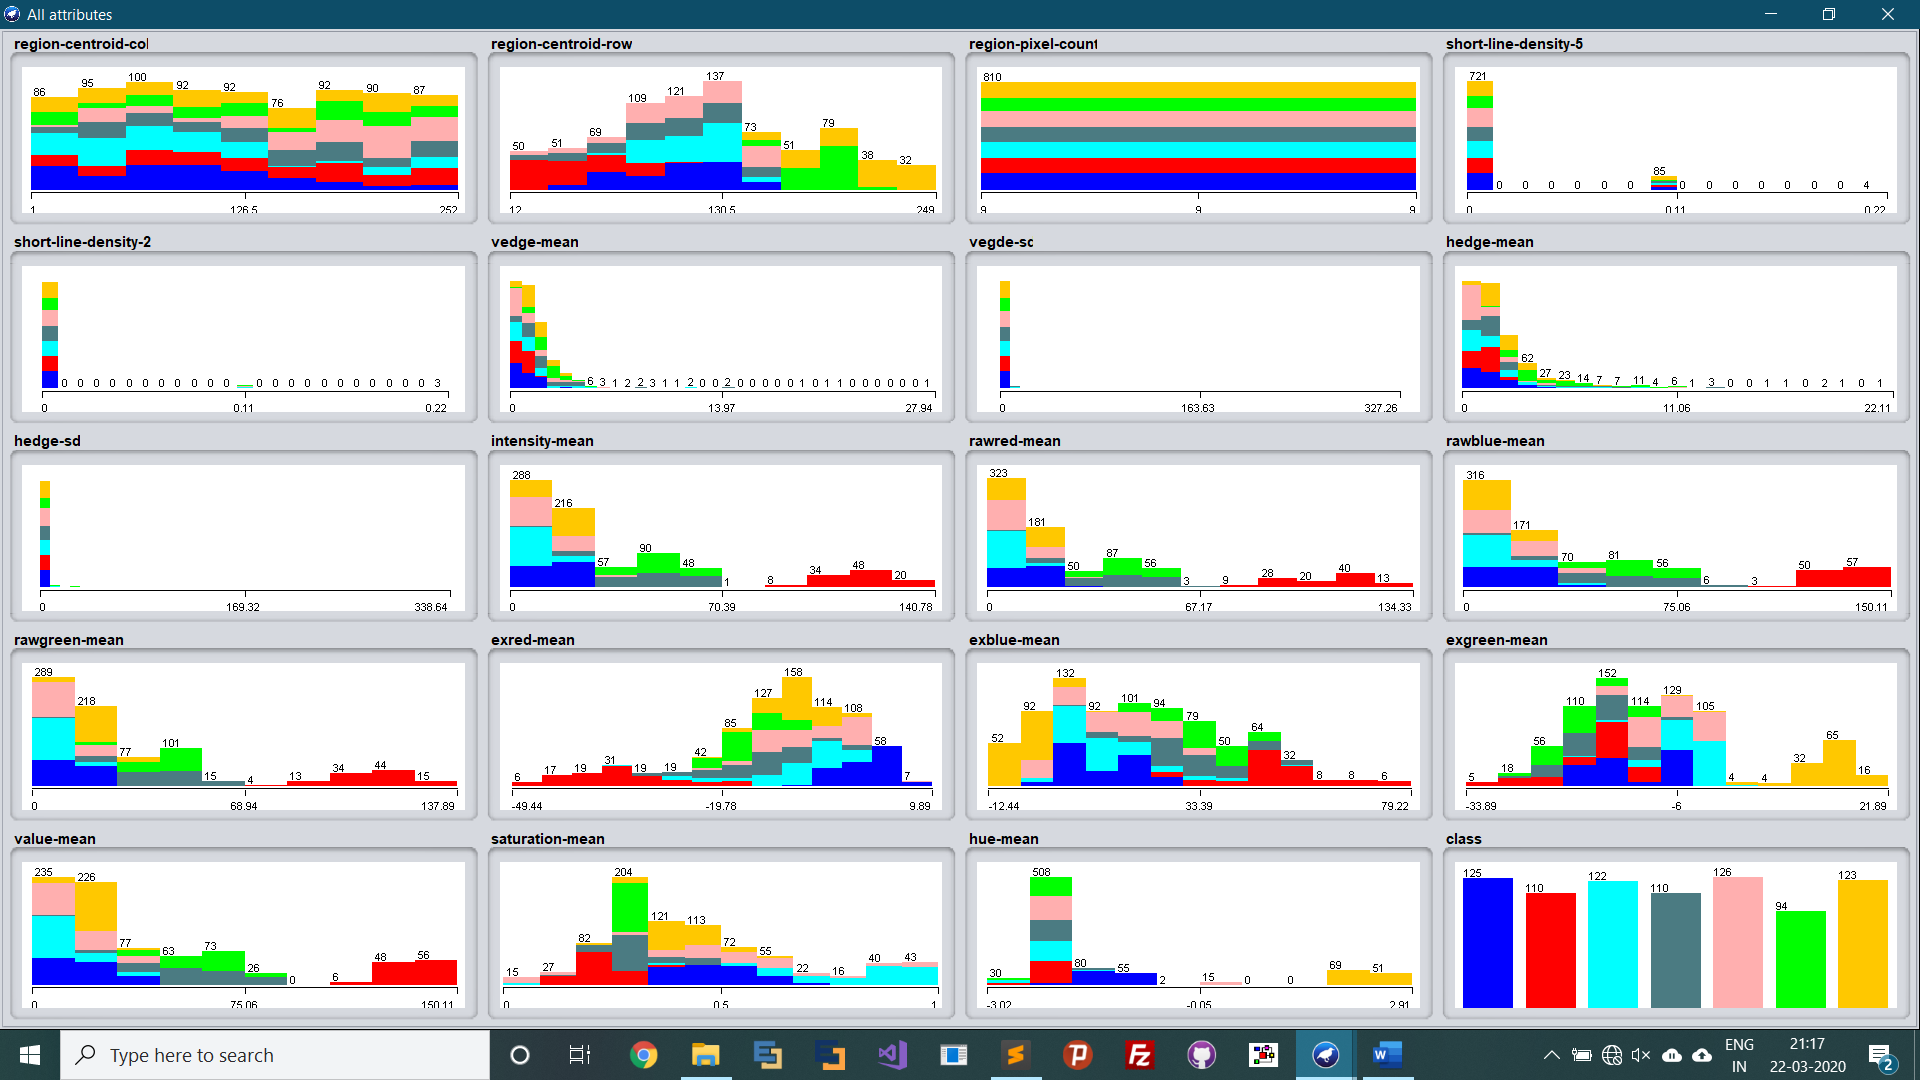 All attributes
region-centroid-col
86 95 100 92 92 76 92 90 87
1 126.5 252
region-centroid-row
50 51 69 109 121 137 73 51 79 38 32
12 130.5 249
region-pixel-count
810
9 9 9
short-line-density-5
721 0 0 0 0 0 0 85 0 0 0 0 0 0 0 4
0 0.11 0.22
short-line-density-2
0 0 0 0 0 0 0 0 0 0 0 0 0 0 0 0 0 0 0 0 0 0 3
0 0.11 0.22
vedge-mean
6 3 1 2 2 3 1 1 2 0 0 2 0 0 0 0 0 1 0 1 1 0 0 0 0 0 0 1
0 13.97 27.94
vegde-sd
0 163.63 327.26
hedge-mean
62 27 23 14 7 7 11 4 6 1 3 0 0 1 1 0 2 1 0 1
0 11.06 22.11
hedge-sd
0 169.32 338.64
intensity-mean
288 216 57 90 48 1 8 34 48 20
0 70.39 140.78
rawred-mean
323 181 50 87 56 3 9 28 20 40 13
0 67.17 134.33
rawblue-mean
316 171 70 81 56 6 3 50 57
0 75.06 150.11
rawgreen-mean
289 218 77 101 15 4 13 34 44 15
0 68.94 137.89
exred-mean
6 17 19 31 19 19 42 85 127 158 114 108 58 7
-49.44 -19.78 9.89
exblue-mean
52 92 132 92 101 94 79 50 64 32 8 8 6
-12.44 33.39 79.22
exgreen-mean
5 18 56 110 152 114 129 105 4 4 32 65 16
-33.89 -6 21.89
value-mean
235 226 77 63 73 26 0 6 48 56
0 75.06 150.11
saturation-mean
15 27 82 204 121 113 72 55 22 16 40 43
0 0.5 1
hue-mean
30 508 80 55 2 15 0 0 69 51
-3.02 -0.05 2.91
class
125 110 122 110 126 94 123
Type here to search
ENG
IN
21:17
22-03-2020
2